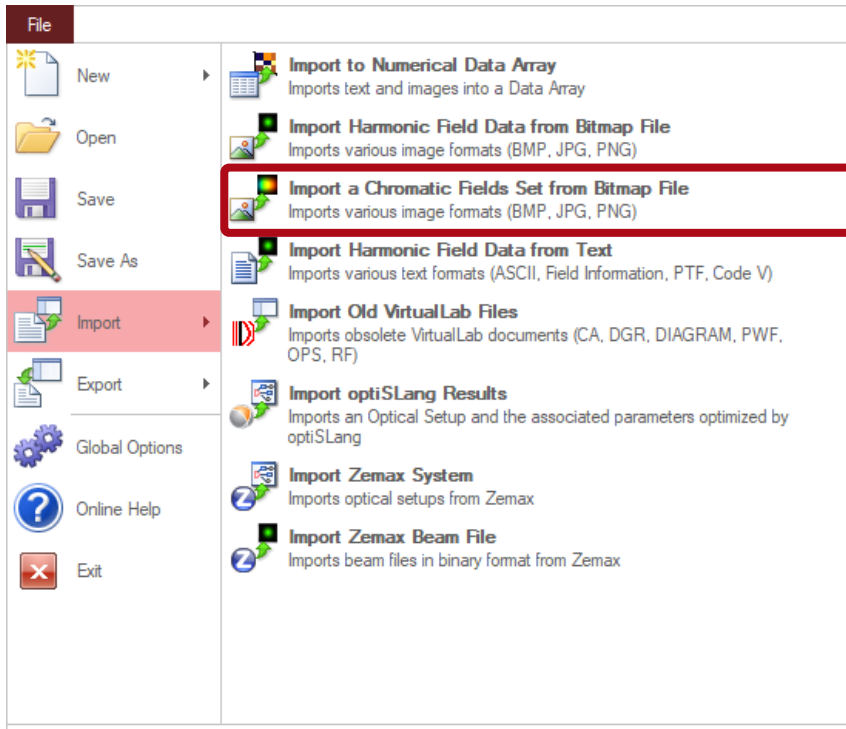 File
New
Open
Save
Save As
Import
Export
Global Options
Online Help
Exit
Import to Numerical Data Array
Imports text and images into a Data Array
Import Harmonic Field Data from Bitmap File
Imports various image formats (BMP, JPG, PNG)
Import a Chromatic Fields Set from Bitmap File
Imports various image formats (BMP, JPG, PNG)
Import Harmonic Field Data from Text
Imports various text formats (ASCII, Field Information, PTF, Code V)
Import Old VirtualLab Files
Imports obsolete VirtualLab documents (CA, DGR, DIAGRAM, PWF,
OPS, RF)
Import optiSLang Results
Imports an Optical Setup and the associated parameters optimized by
optiSLang
Import Zemax System
Imports optical setups from Zemax
Import Zemax Beam File
Imports beam files in binary format from Zemax